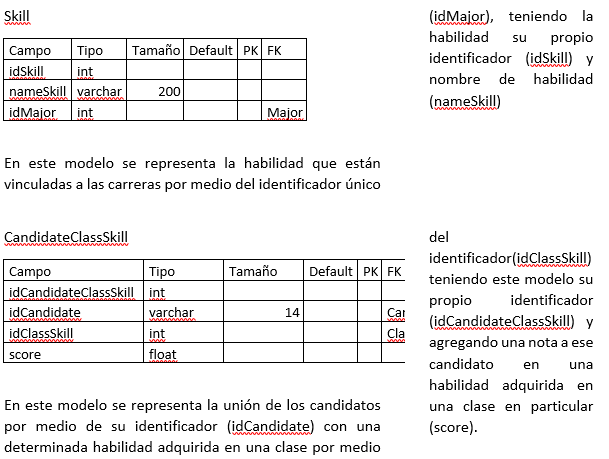 Skill
Campo Tipo Tamaño Default PK FK
idSkill int
nameSkill varchar 200
idMajor int Major
En este modelo se representa la habilidad que están
vinculadas a las carreras por medio del identificador único
(idMajor), teniendo la
habilidad su propio
identificador (idSkill) y
nombre de habilidad
(nameSkill)
CandidateClassSkill
Campo Tipo Tamaño Default PK FK
idCandidateClassSkill int
idCandidate varchar 14 Can
idClassSkill int Cla
score float
En este modelo se representa la unión de los candidatos
por medio de su identificador (idCandidate) con una
determinada habilidad adquirida en una clase por medio
del
identificador(idClassSkill)
teniendo este modelo su
propio identificador
(idCandidateClassSkill) y
agregando una nota a ese
candidato en una
habilidad adquirida en
una clase en particular
(score).